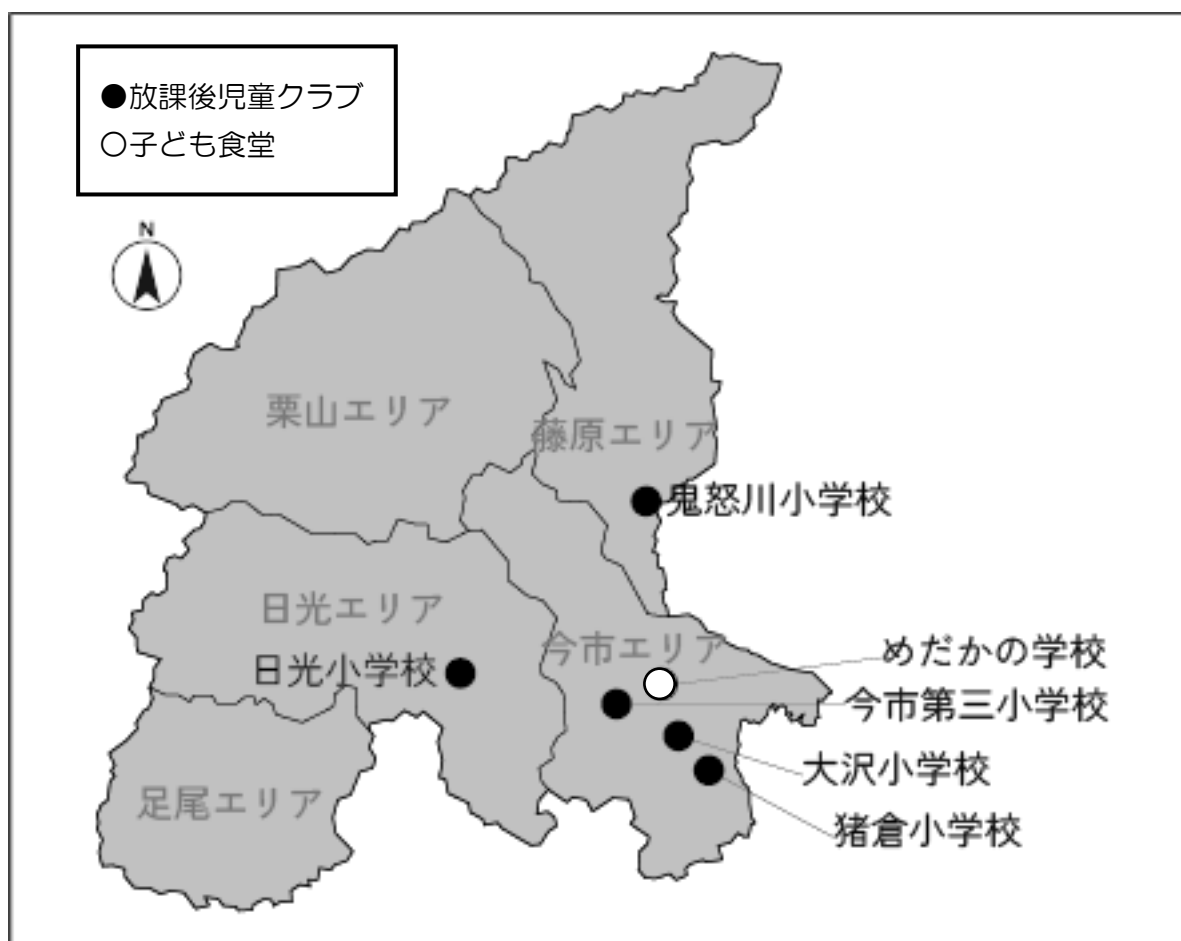 ●放課後児童クラブ
○子ども食堂
N
栗山エリア
藤原エリア
鬼怒川小学校
日光エリア
今市エリア
めだかの学校
日光小学校
今市第三小学校
大沢小学校
足尾エリア
猪倉小学校